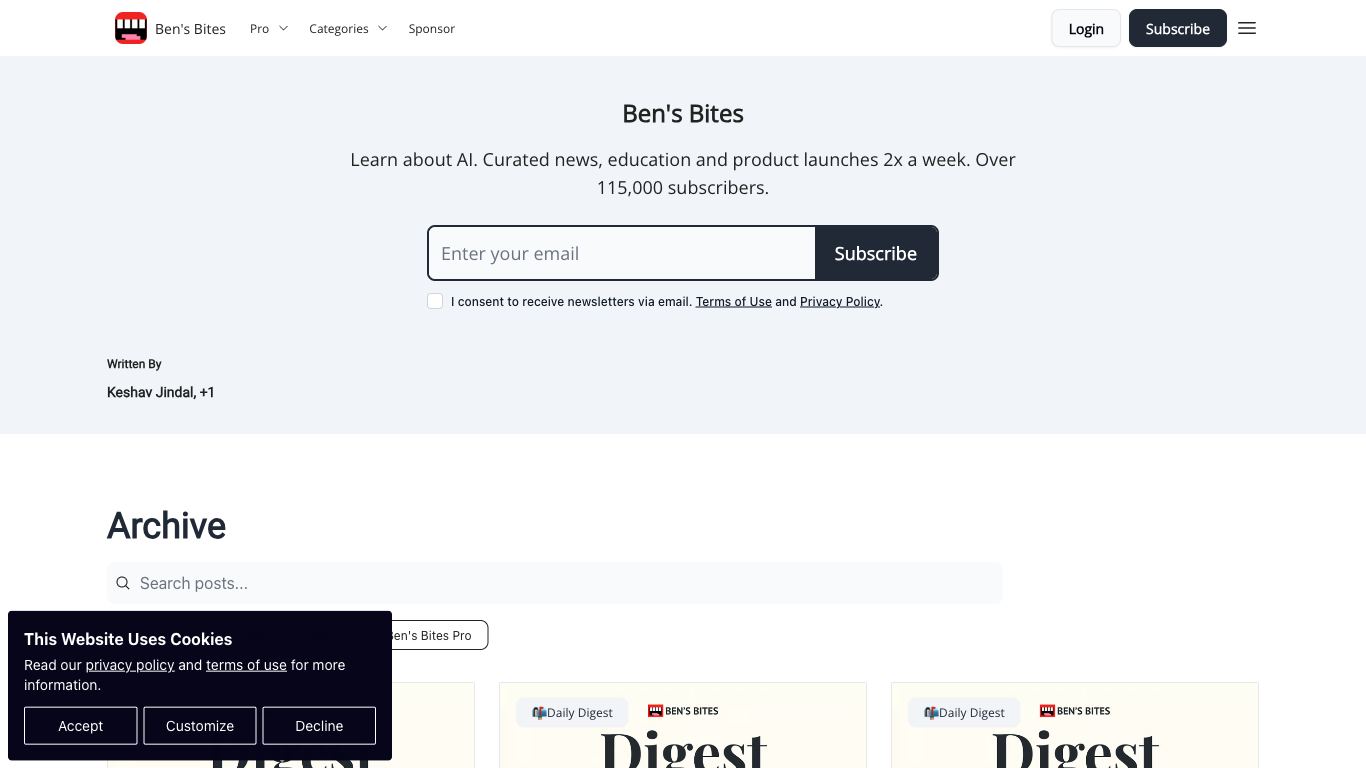 Ben's Bites
Pro
Categories
Sponsor
Login
Subscribe
Ben's Bites
Learn about AI. Curated news, education and product launches 2x a week. Over
115,000 subscribers.
Enter your email
Subscribe
I consent to receive newsletters via email. Terms of Use and Privacy Policy.
Written By
Keshav Jindal, +1
Archive
Search posts...
Ben's Bites Pro
This Website Uses Cookies
Read our privacy policy and terms of use for more
information.
Accept
Customize
Decline
Daily Digest
BEN'S BITES
Digest
Daily Digest
BEN'S BITES
Digest